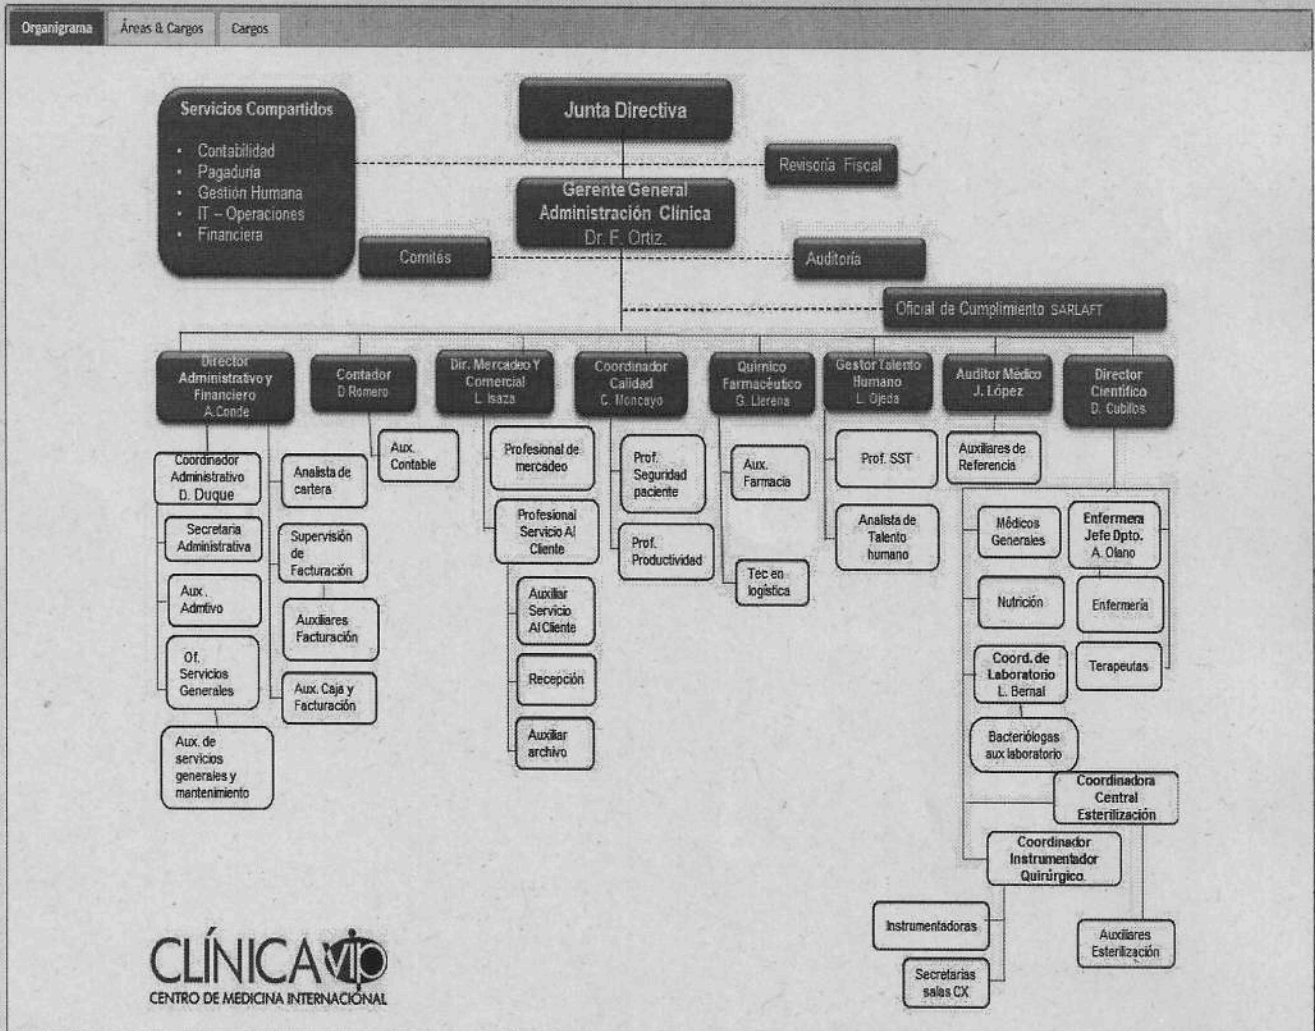 Organigrama
Áreas & Cargos
Cargos
Servicios Compartidos
• Contabilidad
• Pagaduría
• Gestión Humana
• IT – Operaciones
• Financiera
Junta Directiva
Revisoría Fiscal
Gerente General
Administración Clínica
Dr. F. Ortiz.
Comités
Auditoría
Oficial de Cumplimiento SARLAFT
Director
Administrativo y
Financiero
A.Conde
Contador
D.Romero
Dir. Mercadeo Y
Comercial
L. Isaza
Coordinador
Calidad
C. Moncayo
Químico
Farmacéutico
G. Llerena
Gestor Talento
Humano
L. Ojeda
Auditor Médico
J. López
Director
Científico
D. Cubillos
Coordinador
Administrativo
D. Duque
Secretaria
Administrativa
Aux.
Admtivo
Of.
Servicios
Generales
Aux. de
servicios
generales y
mantenimiento
Analista de
cartera
Supervisión
de
Facturación
Auxiliares
Facturación
Aux. Caja y
Facturación
Aux.
Contable
Profesional de
mercadeo
Profesional
Servicio Al
Cliente
Auxiliar
Servicio
Al Cliente
Recepción
Auxiliar
archivo
Prof.
Seguridad
paciente
Prof.
Productividad
Aux.
Farmacia
Tec en
logística
Prof. SST
Analista de
Talento
humano
Auxiliares de
Referencia
Médicos
Generales
Nutrición
Coord. de
Laboratorio
L. Bernal
Bacteriólogas
aux laboratorio
Enfermera
Jefe Dpto.
A. Olano
Enfermería
Terapeutas
Coordinadora
Central
Esterilización
Coordinador
Instrumentador
Quirúrgico.
Instrumentadoras
Secretarias
salas CX
Auxiliares
Esterilización
CLÍNICA vip
CENTRO DE MEDICINA INTERNACIONAL